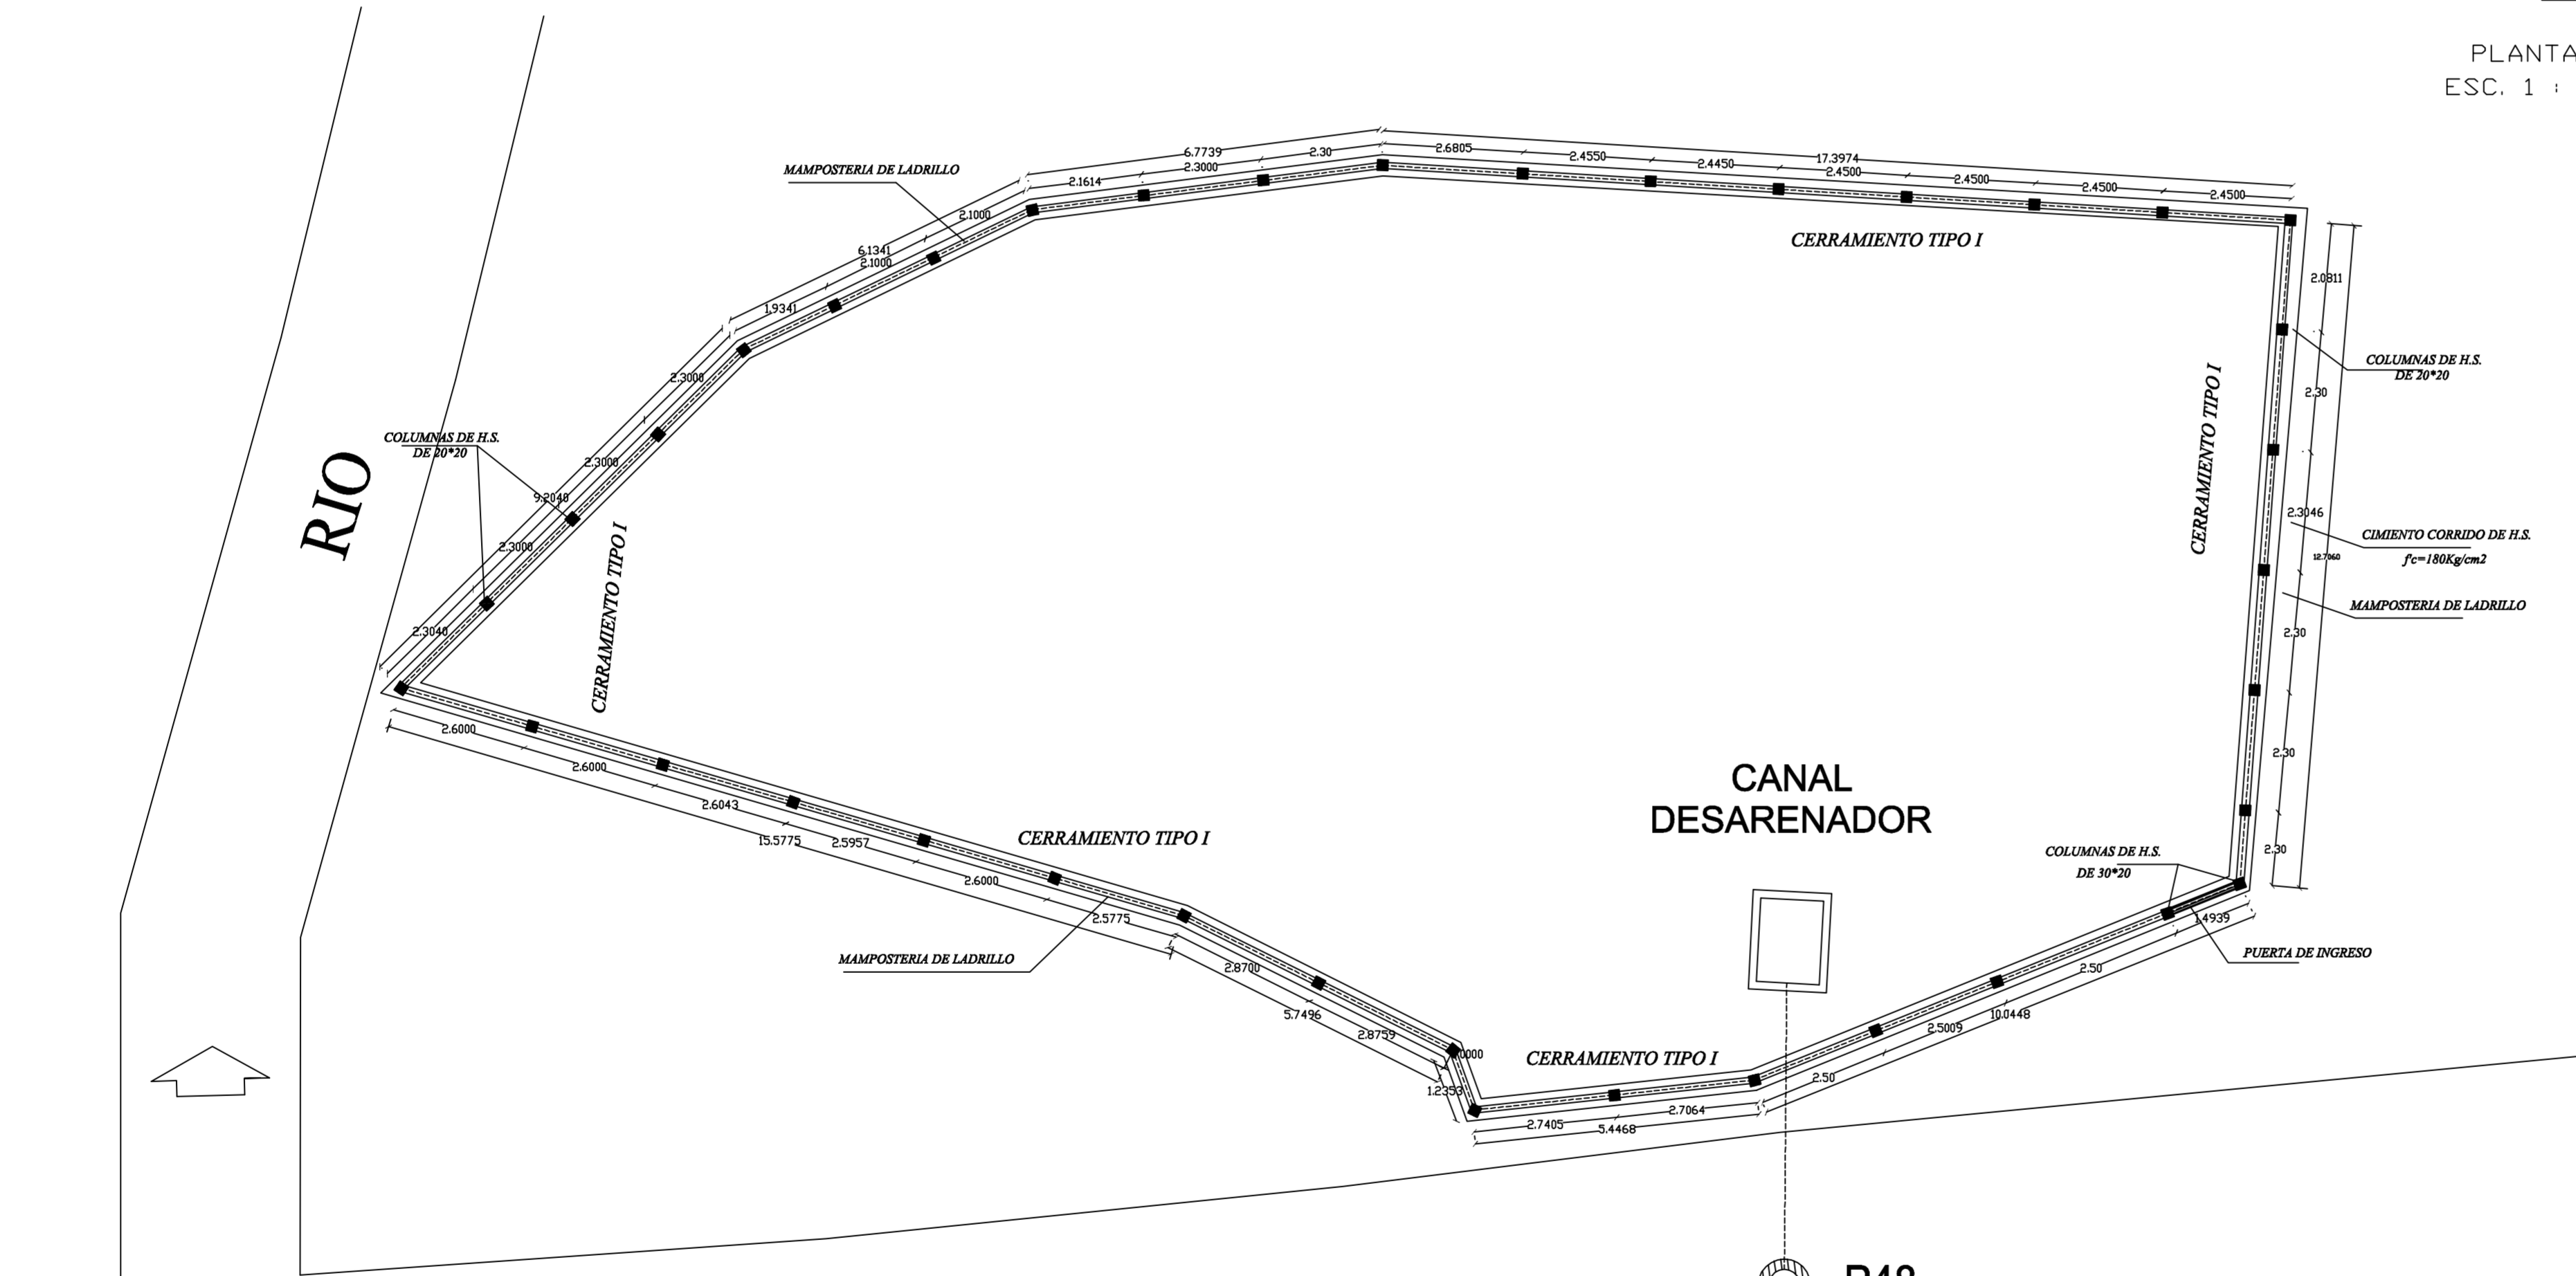 PLANTA
ESC. 1 :
6.7739
2.30
2.3000
2.1614
2.6805
2.4550
2.4450
17.3974
2.4500
2.4500
2.4500
2.4500
MAMPOSTERIA DE LADRILLO
2.1000
6.1341
2.1000
1.9341
CERRAMIENTO TIPO I
2.0811
COLUMNAS DE H.S.
DE 20*20
2.30
2.3046
CIMIENTO CORRIDO DE H.S.
f'c=180Kg/cm2
12.7060
MAMPOSTERIA DE LADRILLO
2.30
2.30
2.30
CERRAMIENTO TIPO I
2.3000
COLUMNAS DE H.S.
DE 20*20
2.3000
9.2040
2.3000
2.3040
RIO
CERRAMIENTO TIPO I
2.6000
2.6000
2.6043
15.5775
2.5957
2.6000
2.5775
CERRAMIENTO TIPO I
MAMPOSTERIA DE LADRILLO
CANAL
DESARENADOR
COLUMNAS DE H.S.
DE 30*20
1.4939
PUERTA DE INGRESO
2.50
10.0448
2.5009
2.50
2.8700
5.7496
2.8759
1.2353
CERRAMIENTO TIPO I
2.7405
5.4468
2.7064